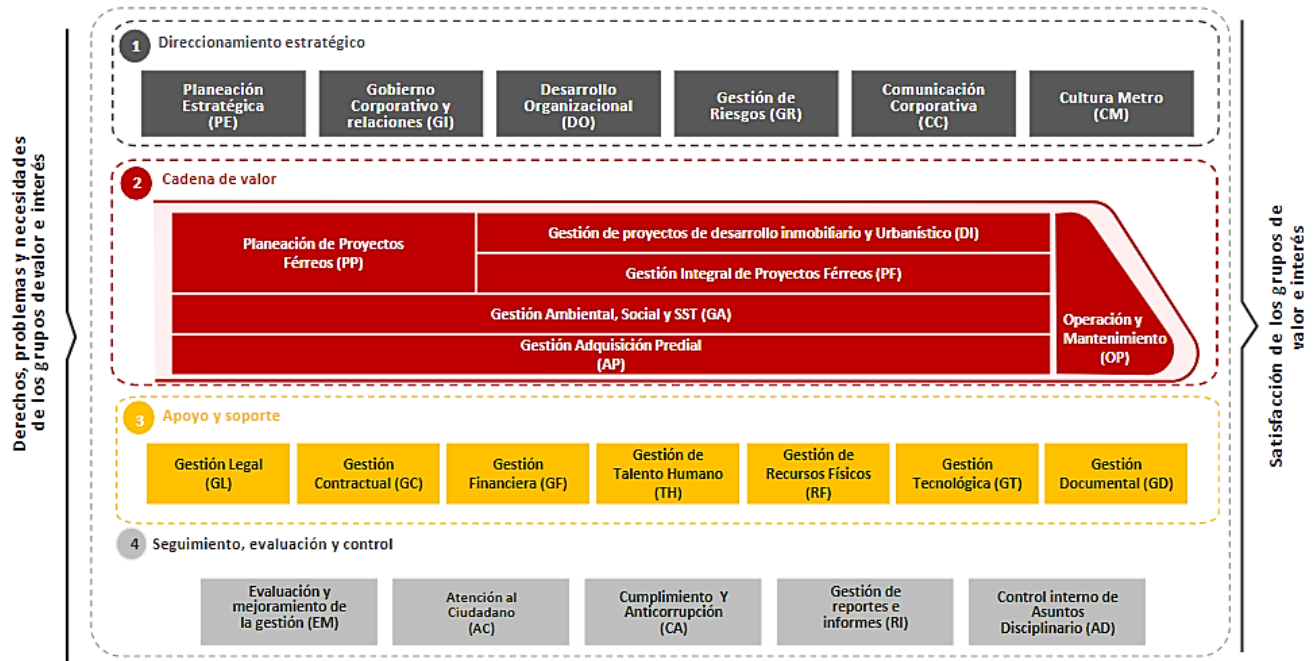 Derechos, problemas y necesidades
de los grupos de valor e interés
1 Direccionamiento estratégico
Planeación
Estratégica
(PE)
Gobierno
Corporativo y
relaciones (GI)
Desarrollo
Organizacional
(DO)
Gestión de
Riesgos (GR)
Comunicación
Corporativa
(CC)
Cultura Metro
(CM)
2 Cadena de valor
Planeación de Proyectos
Férreos (PP)
Gestión de proyectos de desarrollo inmobiliario y Urbanístico (DI)
Gestión Integral de Proyectos Férreos (PF)
Gestión Ambiental, Social y SST (GA)
Gestión Adquisición Predial
(AP)
Operación y
Mantenimiento
(OP)
3 Apoyo y soporte
Gestión Legal
(GL)
Gestión
Contractual (GC)
Gestión
Financiera (GF)
Gestión de
Talento Humano
(TH)
Gestión de
Recursos Físicos
(RF)
Gestión
Tecnológica (GT)
Gestión
Documental (GD)
4 Seguimiento, evaluación y control
Evaluación y
mejoramiento de
la gestión (EM)
Atención al
Ciudadano
(AC)
Cumplimiento Y
Anticorrupción
(CA)
Gestión de
reportes e
informes (RI)
Control interno de
Asuntos
Disciplinario (AD)
Satisfacción de los grupos de
valor e interés